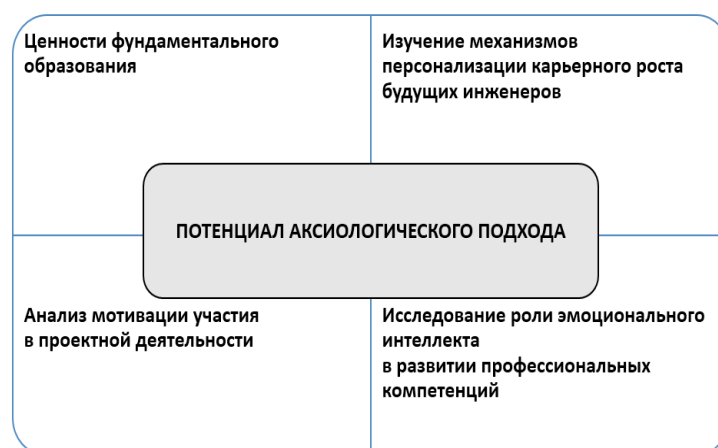 Ценности фундаментального
образования
Изучение механизмов
персонализации карьерного роста
будущих инженеров
ПОТЕНЦИАЛ АКСИОЛОГИЧЕСКОГО ПОДХОДА
Анализ мотивации участия
в проектной деятельности
Исследование роли эмоционального
интеллекта
в развитии профессиональных
компетенций